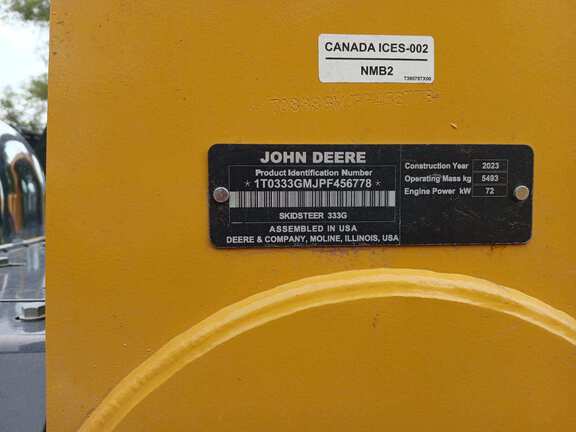 CANADA ICES-002
NMB2
JOHN DEERE
Product Identification Number
*1T0333GMJPF456778*
SKIDSTEER 333G
ASSEMBLED IN USA
DEERE & COMPANY, MOLINE, ILLINOIS, USA
Construction Year 2023
Operating Mass kg 5493
Engine Power kW 72